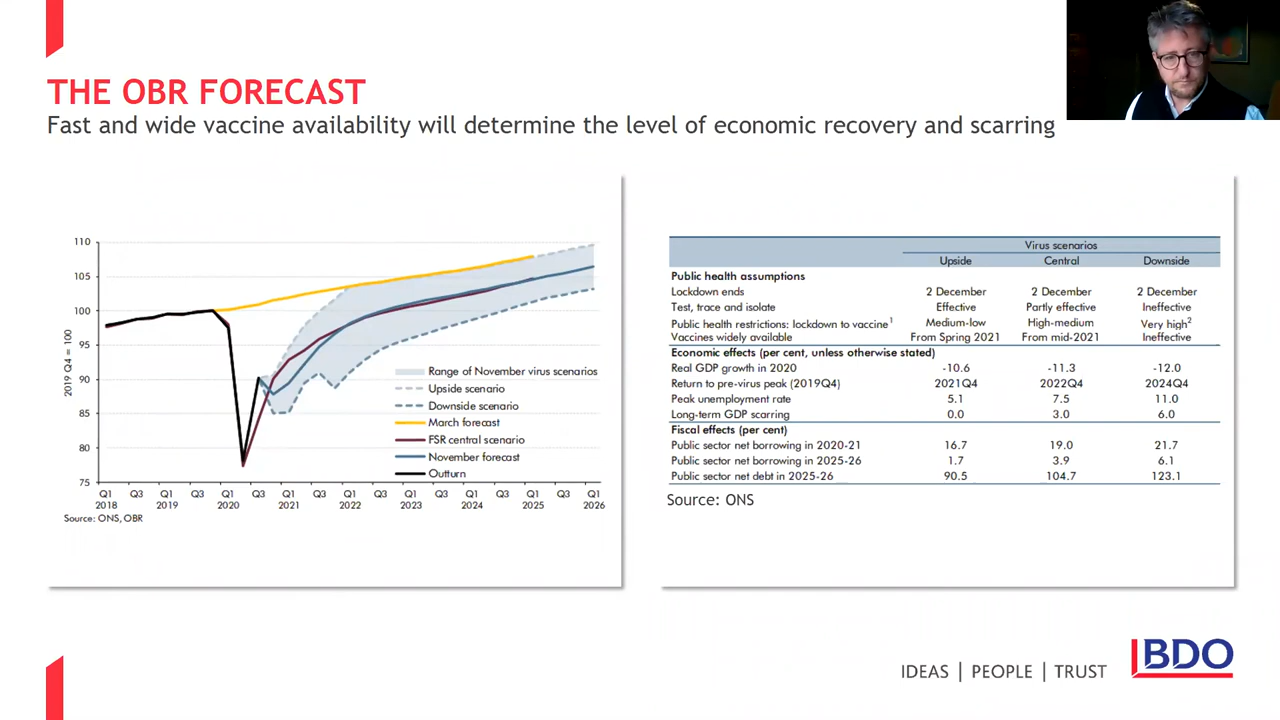 THE OBR FORECAST
Fast and wide vaccine availability will determine the level of economic recovery and scarring
110
105
100
95
90
85
80
75
2019 Q4 = 100
Range of November virus scenarios
Upside scenario
Downside scenario
March forecast
FSR central scenario
November forecast
Outturn
Q1 Q3 Q1 Q3 Q1 Q3 Q1 Q3 Q1 Q3 Q1 Q3 Q1 Q3 Q1 Q3 Q1
2018 2019 2020 2021 2022 2023 2024 2025 2026
Source: ONS, OBR
Virus scenarios
Upside Central Downside
Public health assumptions
Lockdown ends 2 December 2 December 2 December
Test, trace and isolate Effective Partly effective Ineffective
Public health restrictions: lockdown to vaccine¹ Medium-low High-medium Very high²
Vaccines widely available From Spring 2021 From mid-2021 Ineffective
Economic effects (per cent, unless otherwise stated)
Real GDP growth in 2020 -10.6 -11.3 -12.0
Return to pre-virus peak (2019Q4) 2021Q4 2022Q4 2024Q4
Peak unemployment rate 5.1 7.5 11.0
Long-term GDP scarring 0.0 3.0 6.0
Fiscal effects (per cent)
Public sector net borrowing in 2020-21 16.7 19.0 21.7
Public sector net borrowing in 2025-26 1.7 3.9 6.1
Public sector net debt in 2025-26 90.5 104.7 123.1
Source: ONS
IDEAS | PEOPLE | TRUST
BDO